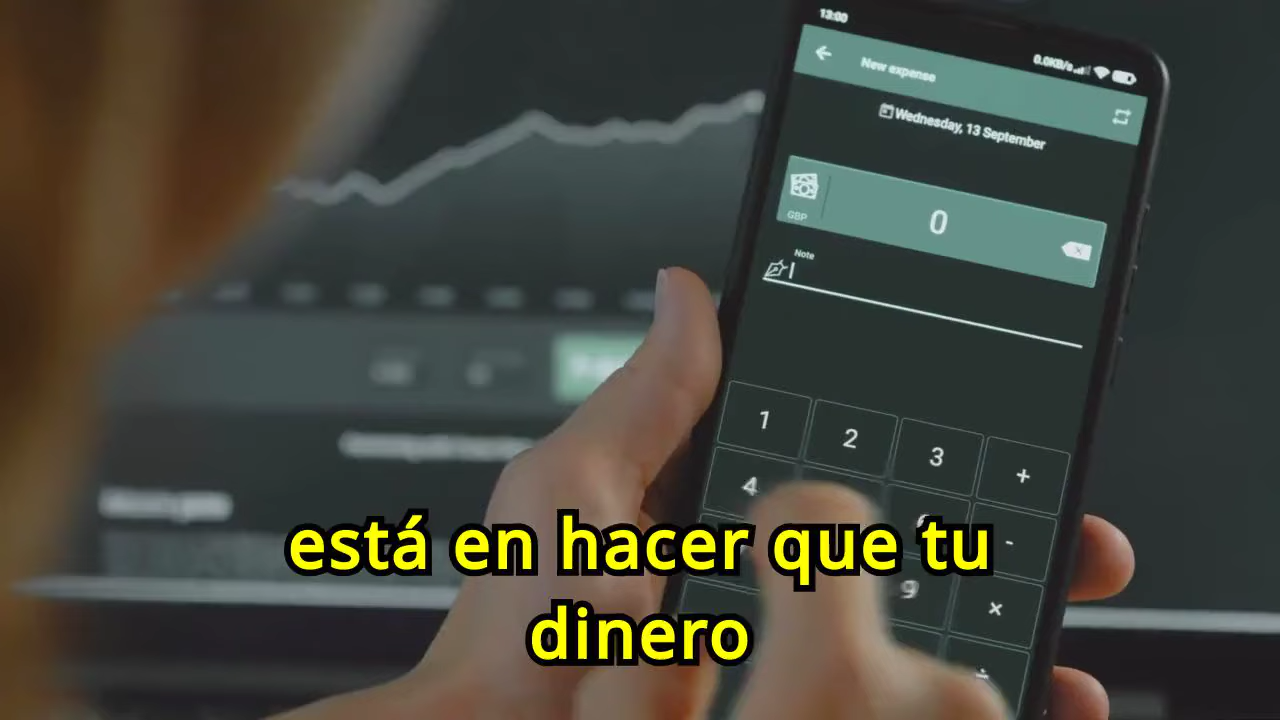 13:00
0.0KB/s
New expense
Wednesday, 13 September
GBP
0
Note
1
2
3
+
4
-
9
×
está en hacer que tu
dinero